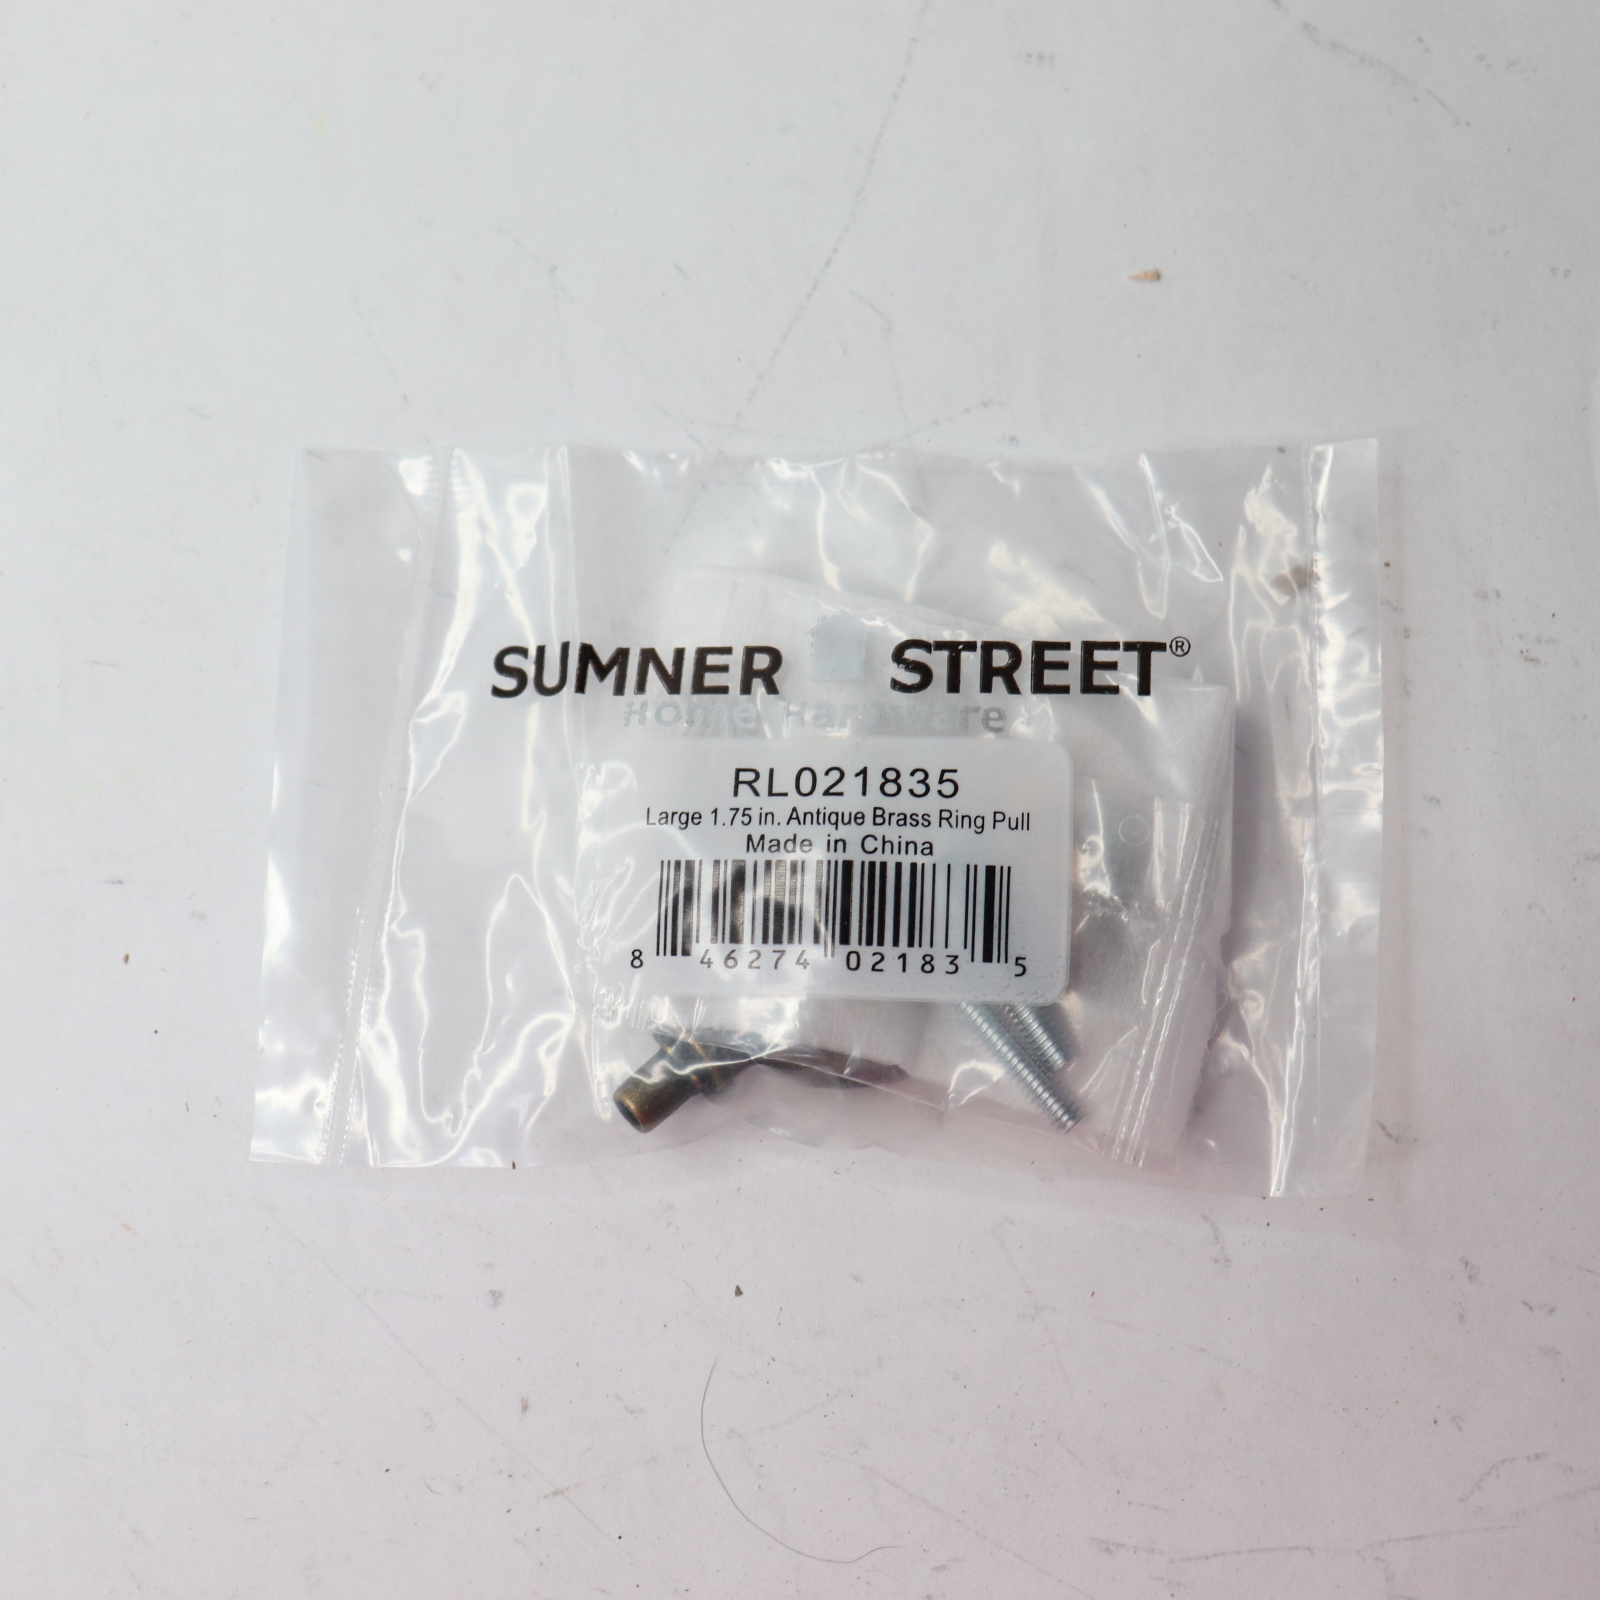 SUMNER STREET®
Home Hardware
RL021835
Large 1.75 in. Antique Brass Ring Pull
Made in China
8 46274 02183 5